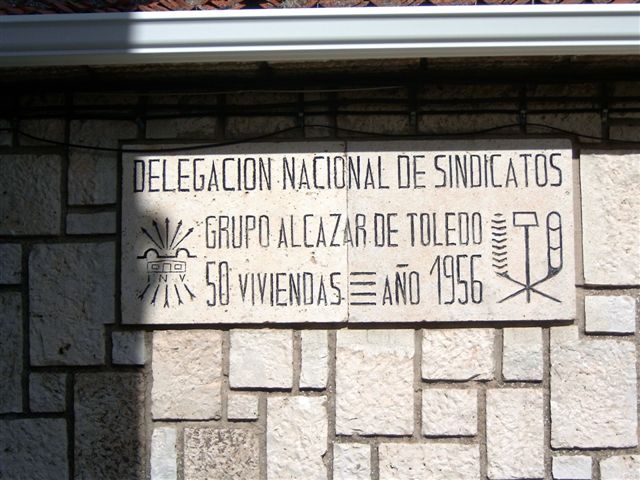 DELEGACION NACIONAL DE SINDICATOS
GRUPO ALCAZAR DE TOLEDO
I N V
50 VIVIENDAS AÑO 1956